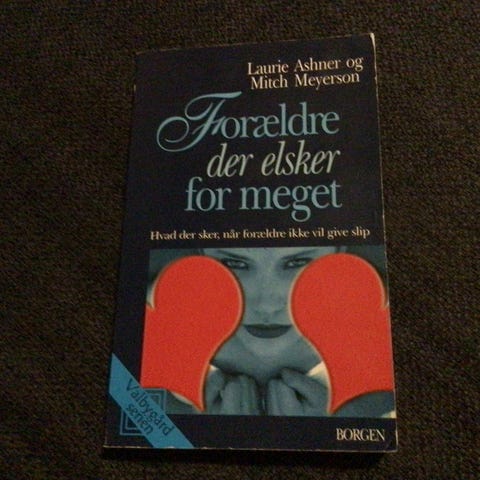 Laurie Ashner og
Mitch Meyerson
Forældre
der elsker
for meget
Hvad der sker, når forældre ikke vil give slip
Valbygård
serien
BORGEN